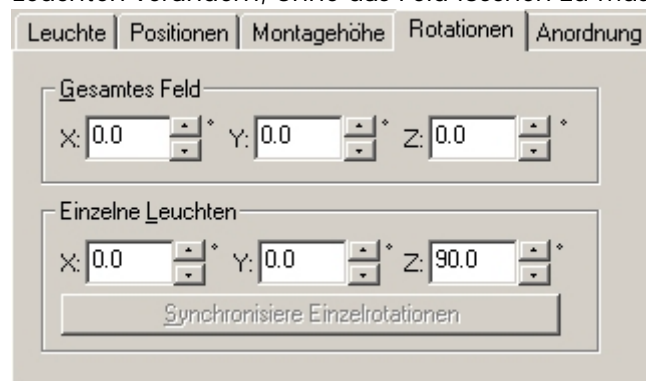 Leuchte Positionen Montagehöhe Rotationen Anordnung
Gesamtes Feld
X: 0.0 ° Y: 0.0 ° Z: 0.0 °
Einzelne Leuchten
X: 0.0 ° Y: 0.0 ° Z: 90.0 °
Synchronisiere Einzelrotationen